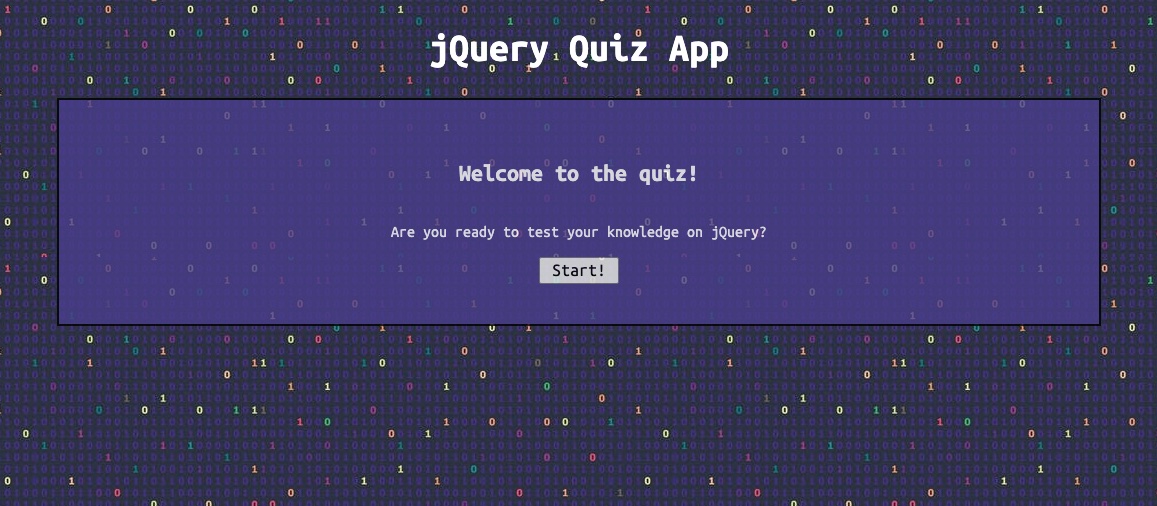 jQuery Quiz App
Welcome to the quiz!
Are you ready to test your knowledge on jQuery?
Start!